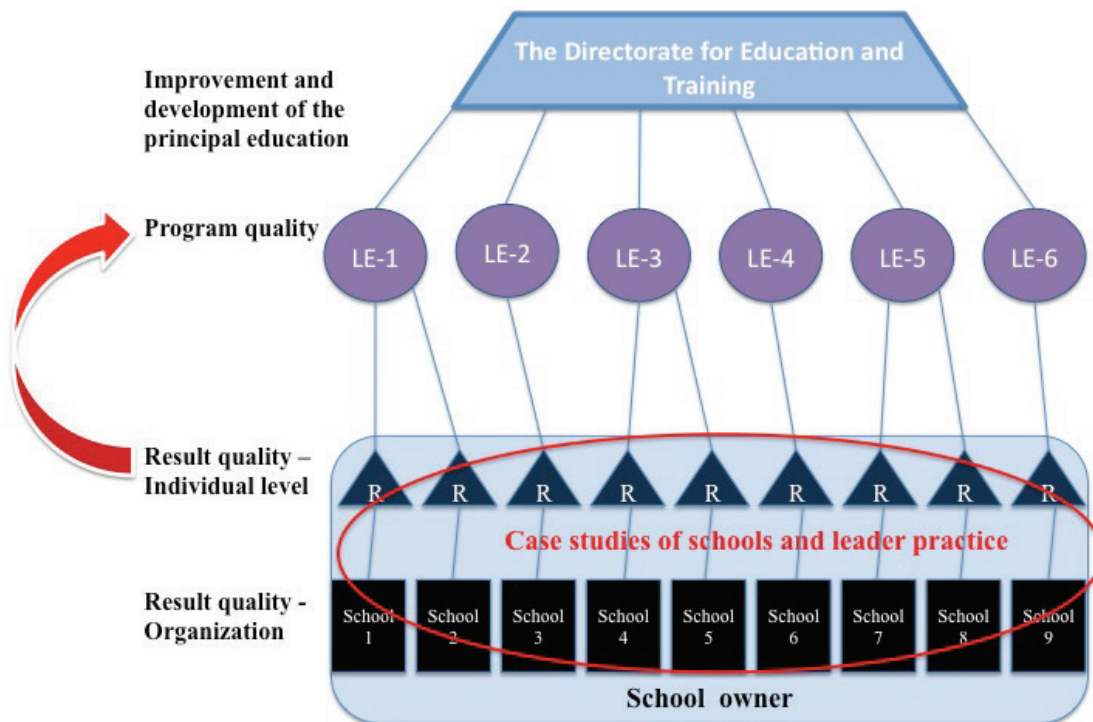 The Directorate for Education and
Training
Improvement and
development of the
principal education
Program quality
LE-1
LE-2
LE-3
LE-4
LE-5
LE-6
Result quality –
Individual level
R
R
R
R
R
R
R
R
R
Case studies of schools and leader practice
Result quality -
Organization
School
1
School
2
School
3
School
4
School
5
School
6
School
7
School
8
School
9
School owner